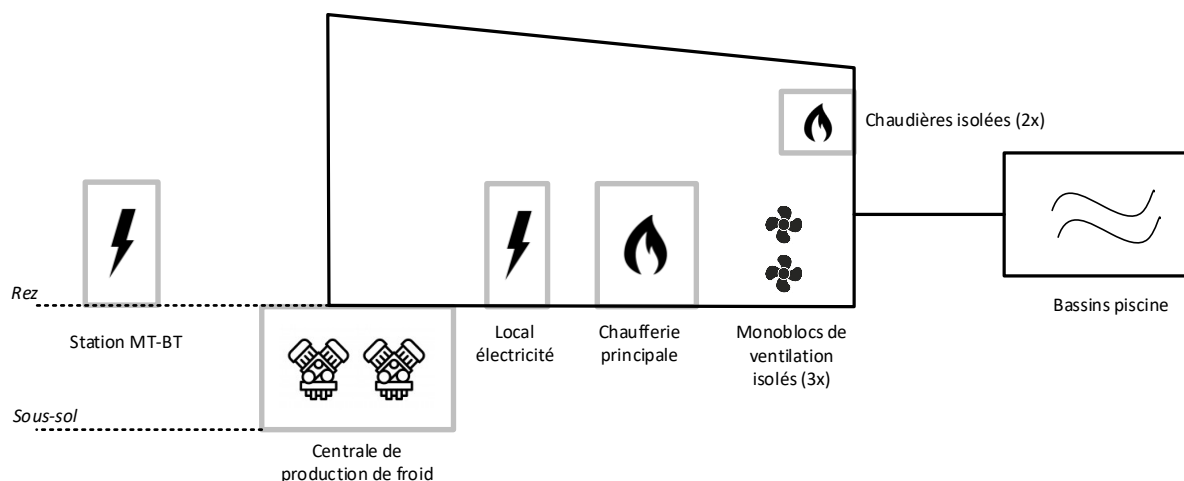 Chaudières isolées (2x)
Rez
Station MT-BT
Local
électricité
Chaufferie
principale
Monoblocs de
ventilation
isolés (3x)
Bassins piscine
Sous-sol
Centrale de
production de froid